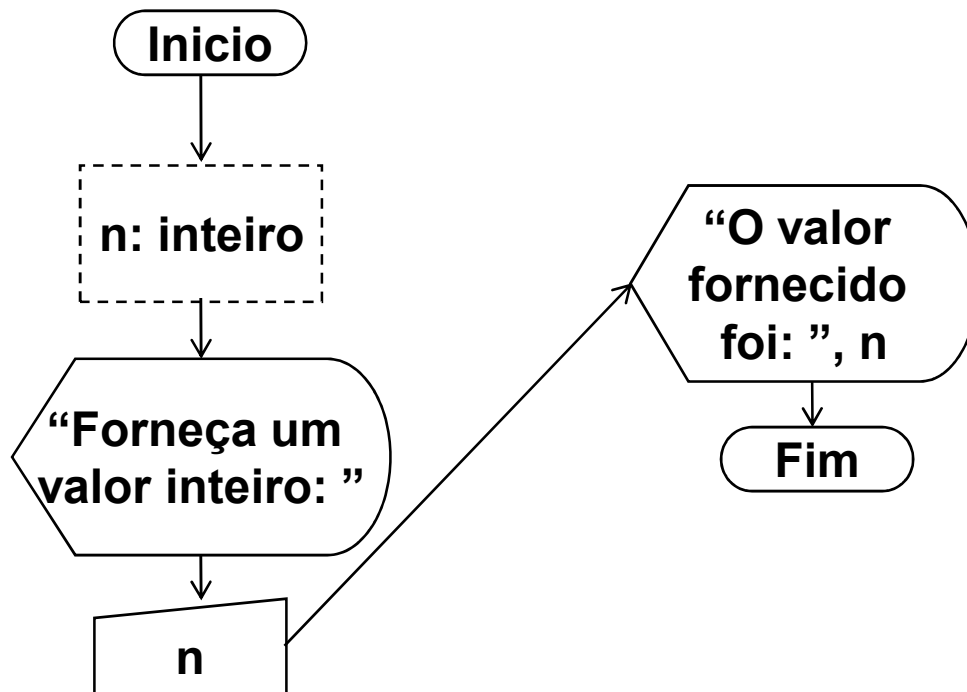 Inicio
n: inteiro
“Forneça um
valor inteiro: ”
n
“O valor
fornecido
foi: ”, n
Fim